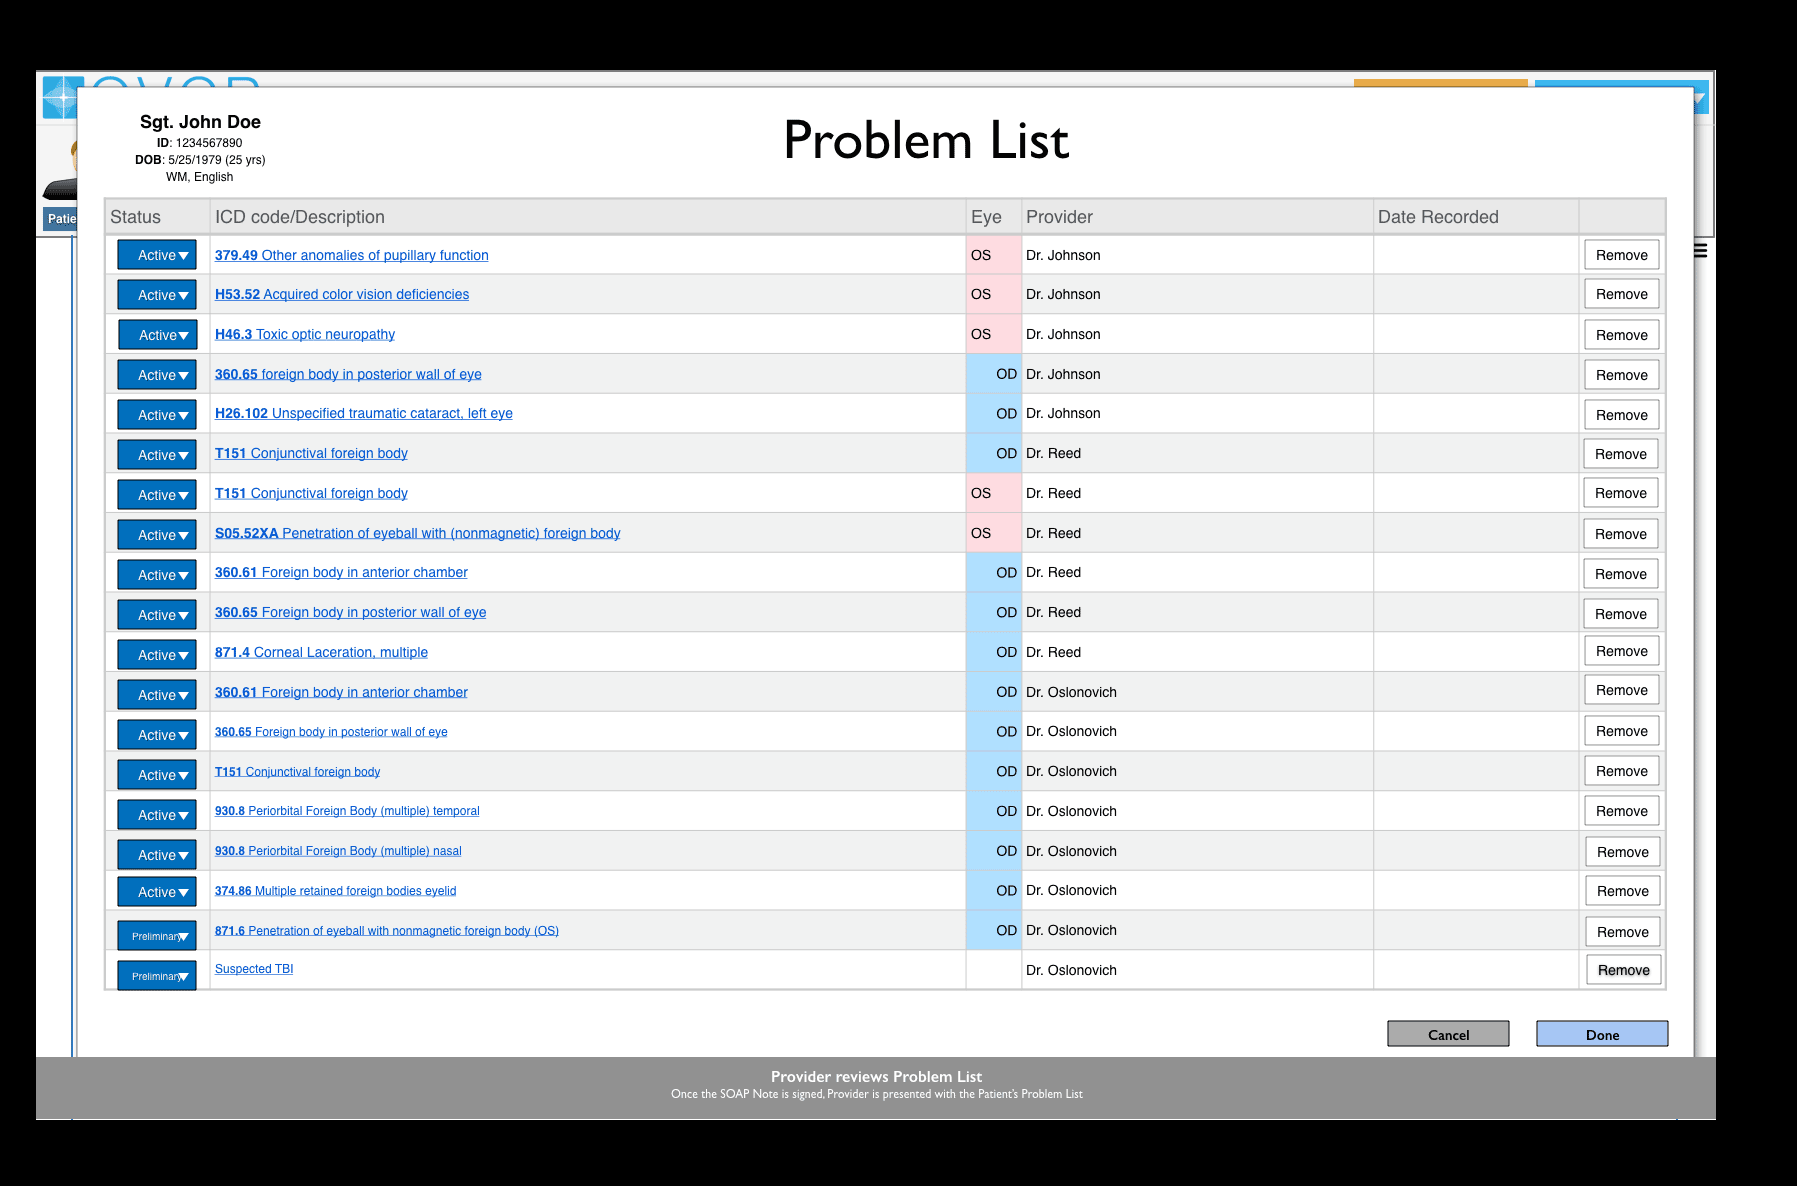 Sgt. John Doe
ID: 1234567890
DOB: 5/25/1979 (25 yrs)
WM, English
Problem List
Patie
Status ICD code/Description Eye Provider Date Recorded
Active 379.49 Other anomalies of pupillary function OS Dr. Johnson Remove
Active H53.52 Acquired color vision deficiencies OS Dr. Johnson Remove
Active H46.3 Toxic optic neuropathy OS Dr. Johnson Remove
Active 360.65 foreign body in posterior wall of eye OD Dr. Johnson Remove
Active H26.102 Unspecified traumatic cataract, left eye OD Dr. Johnson Remove
Active T151 Conjunctival foreign body OD Dr. Reed Remove
Active T151 Conjunctival foreign body OS Dr. Reed Remove
Active S05.52XA Penetration of eyeball with (nonmagnetic) foreign body OS Dr. Reed Remove
Active 360.61 Foreign body in anterior chamber OD Dr. Reed Remove
Active 360.65 Foreign body in posterior wall of eye OD Dr. Reed Remove
Active 871.4 Corneal Laceration, multiple OD Dr. Reed Remove
Active 360.61 Foreign body in anterior chamber OD Dr. Oslonovich Remove
Active 360.65 Foreign body in posterior wall of eye OD Dr. Oslonovich Remove
Active T151 Conjunctival foreign body OD Dr. Oslonovich Remove
Active 930.8 Periorbital Foreign Body (multiple) temporal OD Dr. Oslonovich Remove
Active 930.8 Periorbital Foreign Body (multiple) nasal OD Dr. Oslonovich Remove
Active 374.86 Multiple retained foreign bodies eyelid OD Dr. Oslonovich Remove
Preliminary 871.6 Penetration of eyeball with nonmagnetic foreign body (OS) OD Dr. Oslonovich Remove
Preliminary Suspected TBI Dr. Oslonovich Remove
Cancel Done
Provider reviews Problem List
Once the SOAP Note is signed, Provider is presented with the Patient's Problem List